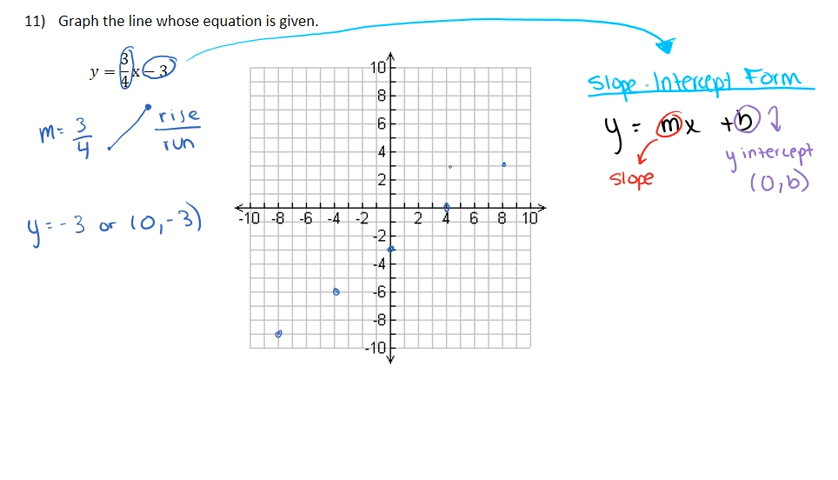 11) Graph the line whose equation is given.
y = 3/4 x − 3
m = 3/4
rise
run
y = -3 or (0,-3)
Slope-Intercept Form
y = mx + b
slope
y intercept
(0,b)
10
8
6
4
2
-10 -8 -6 -4 -2 2 4 6 8 10
-2
-4
-6
-8
-10